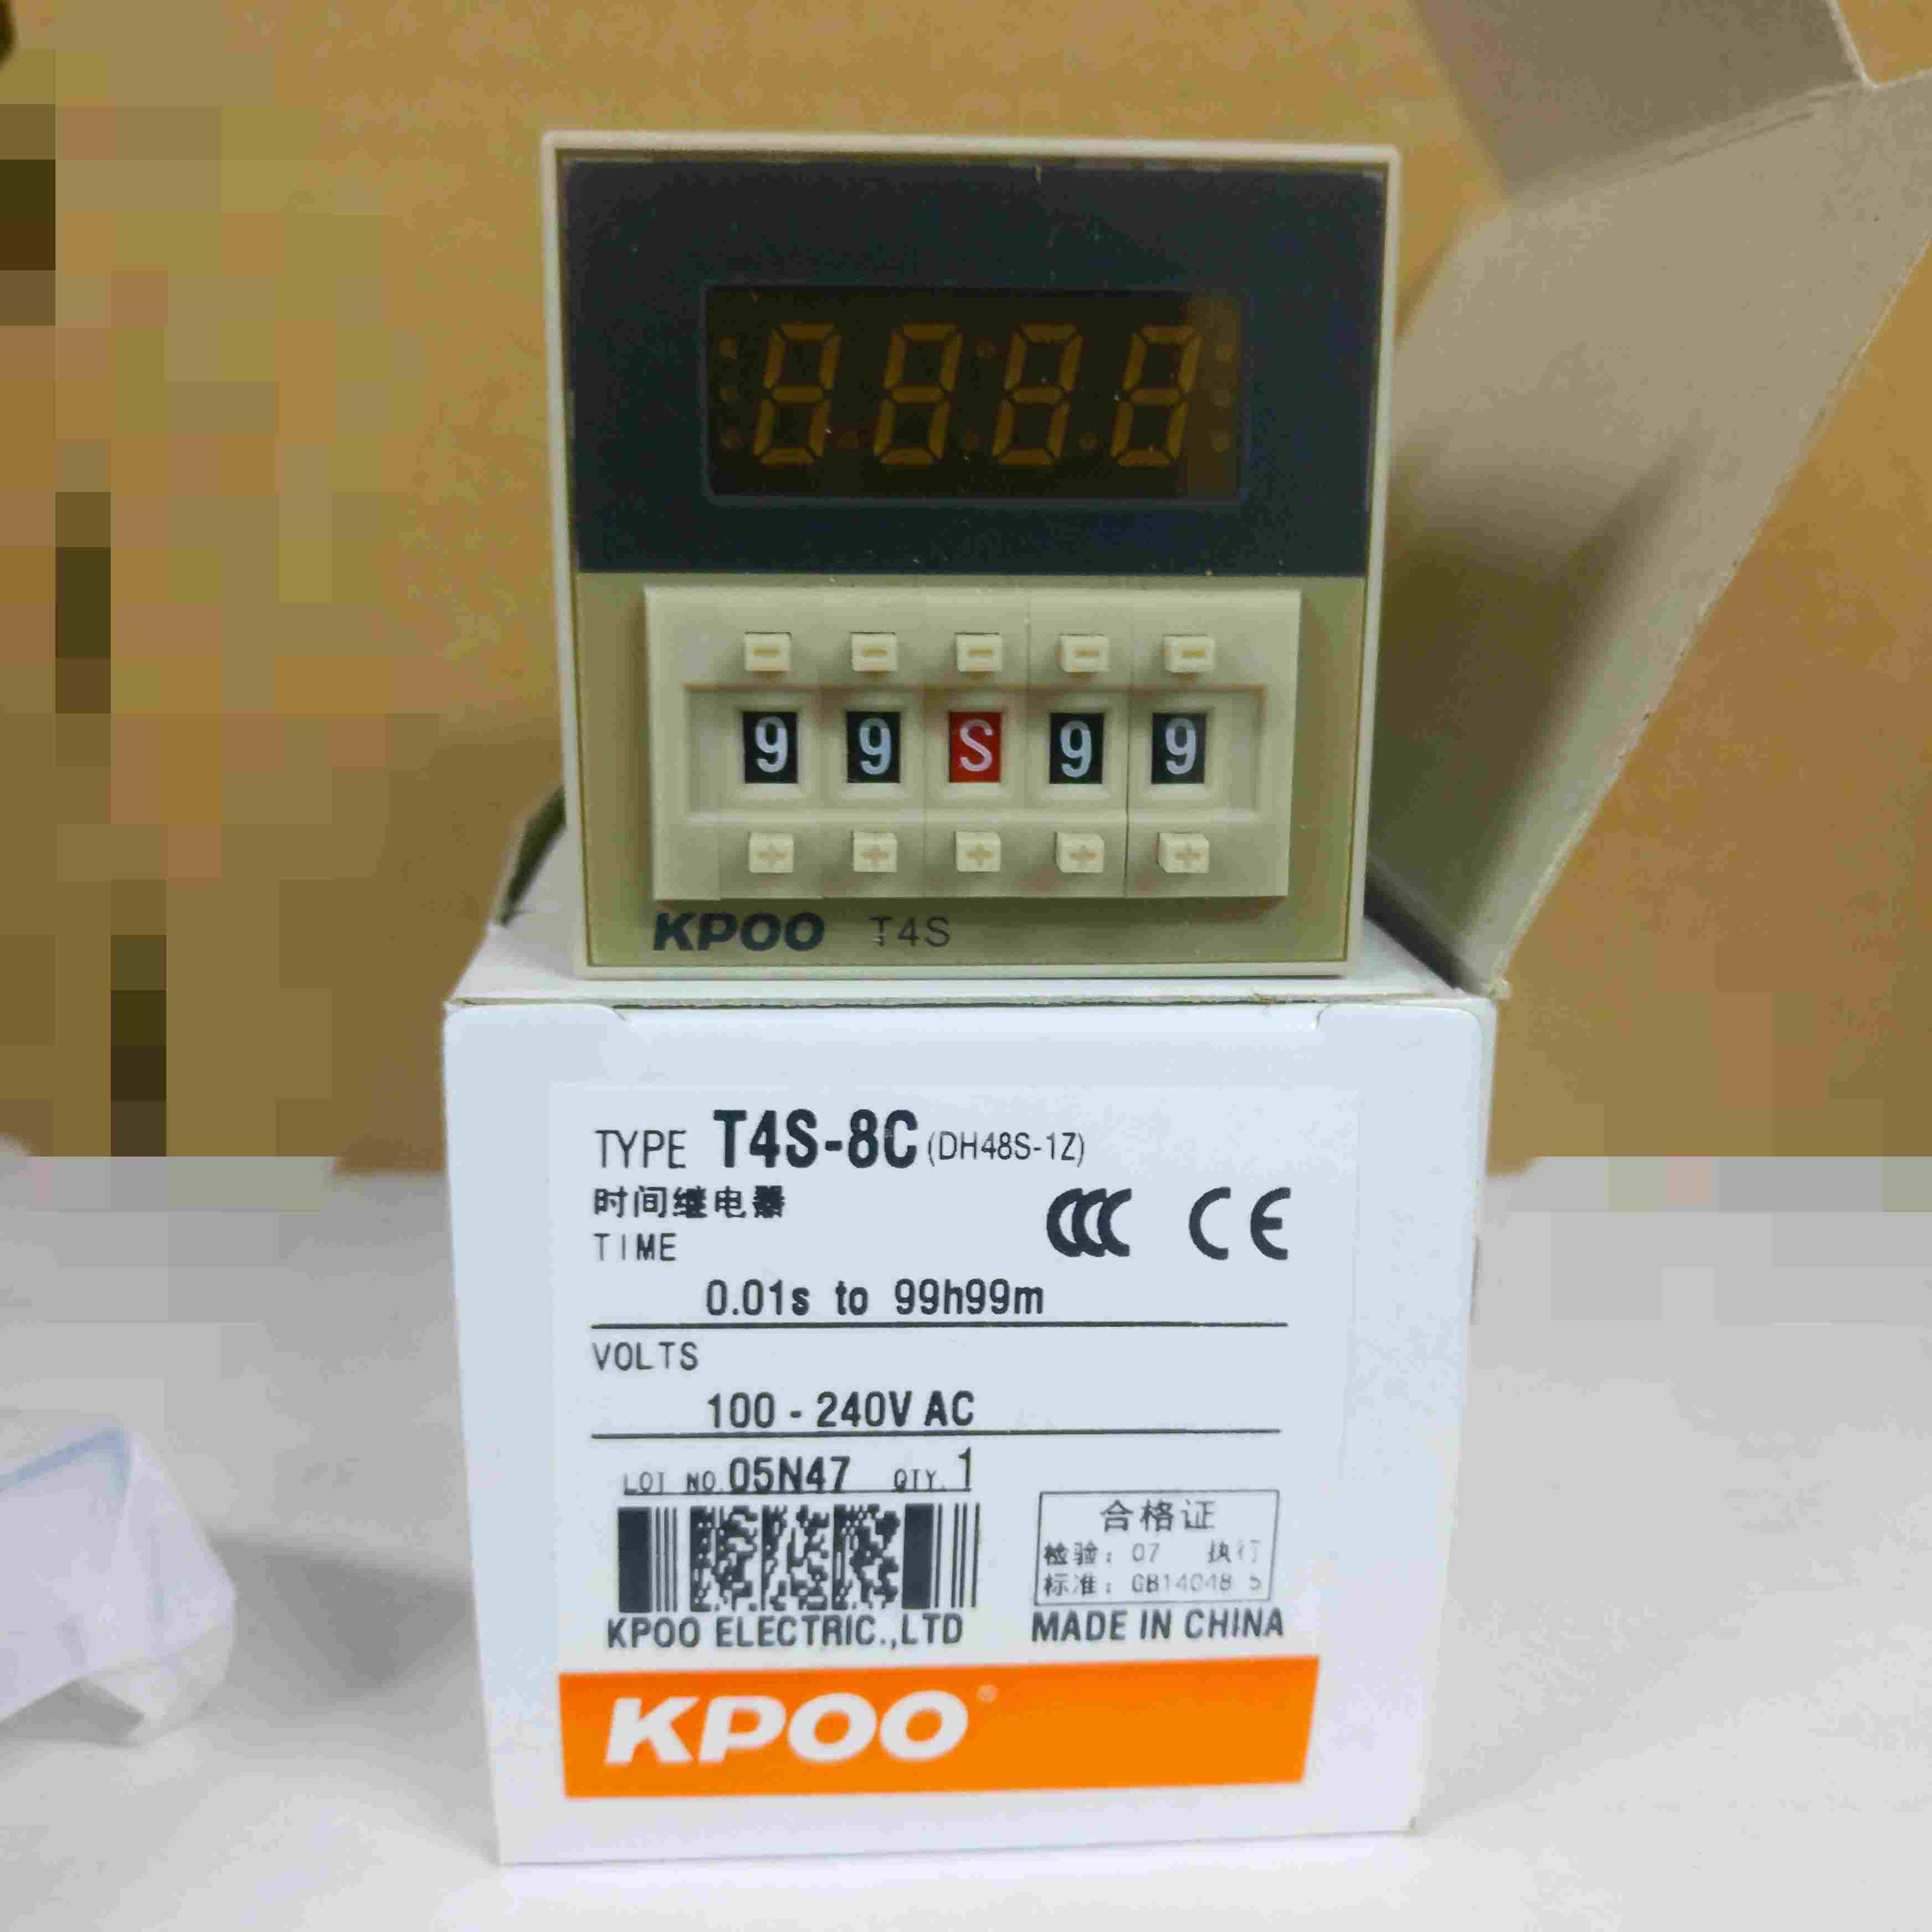 9 9 S 9 9
KPOO T4S
TYPE T4S-8C (DH48S-1Z)
时间继电器
TIME
CCC CE
0.01s to 99h99m
VOLTS
100 - 240V AC
LOT NO. 05N47 QTY. 1
合格证
检验: 07 执行
标准: GB14048 5
KPOO ELECTRIC.,LTD
MADE IN CHINA
KPOO®